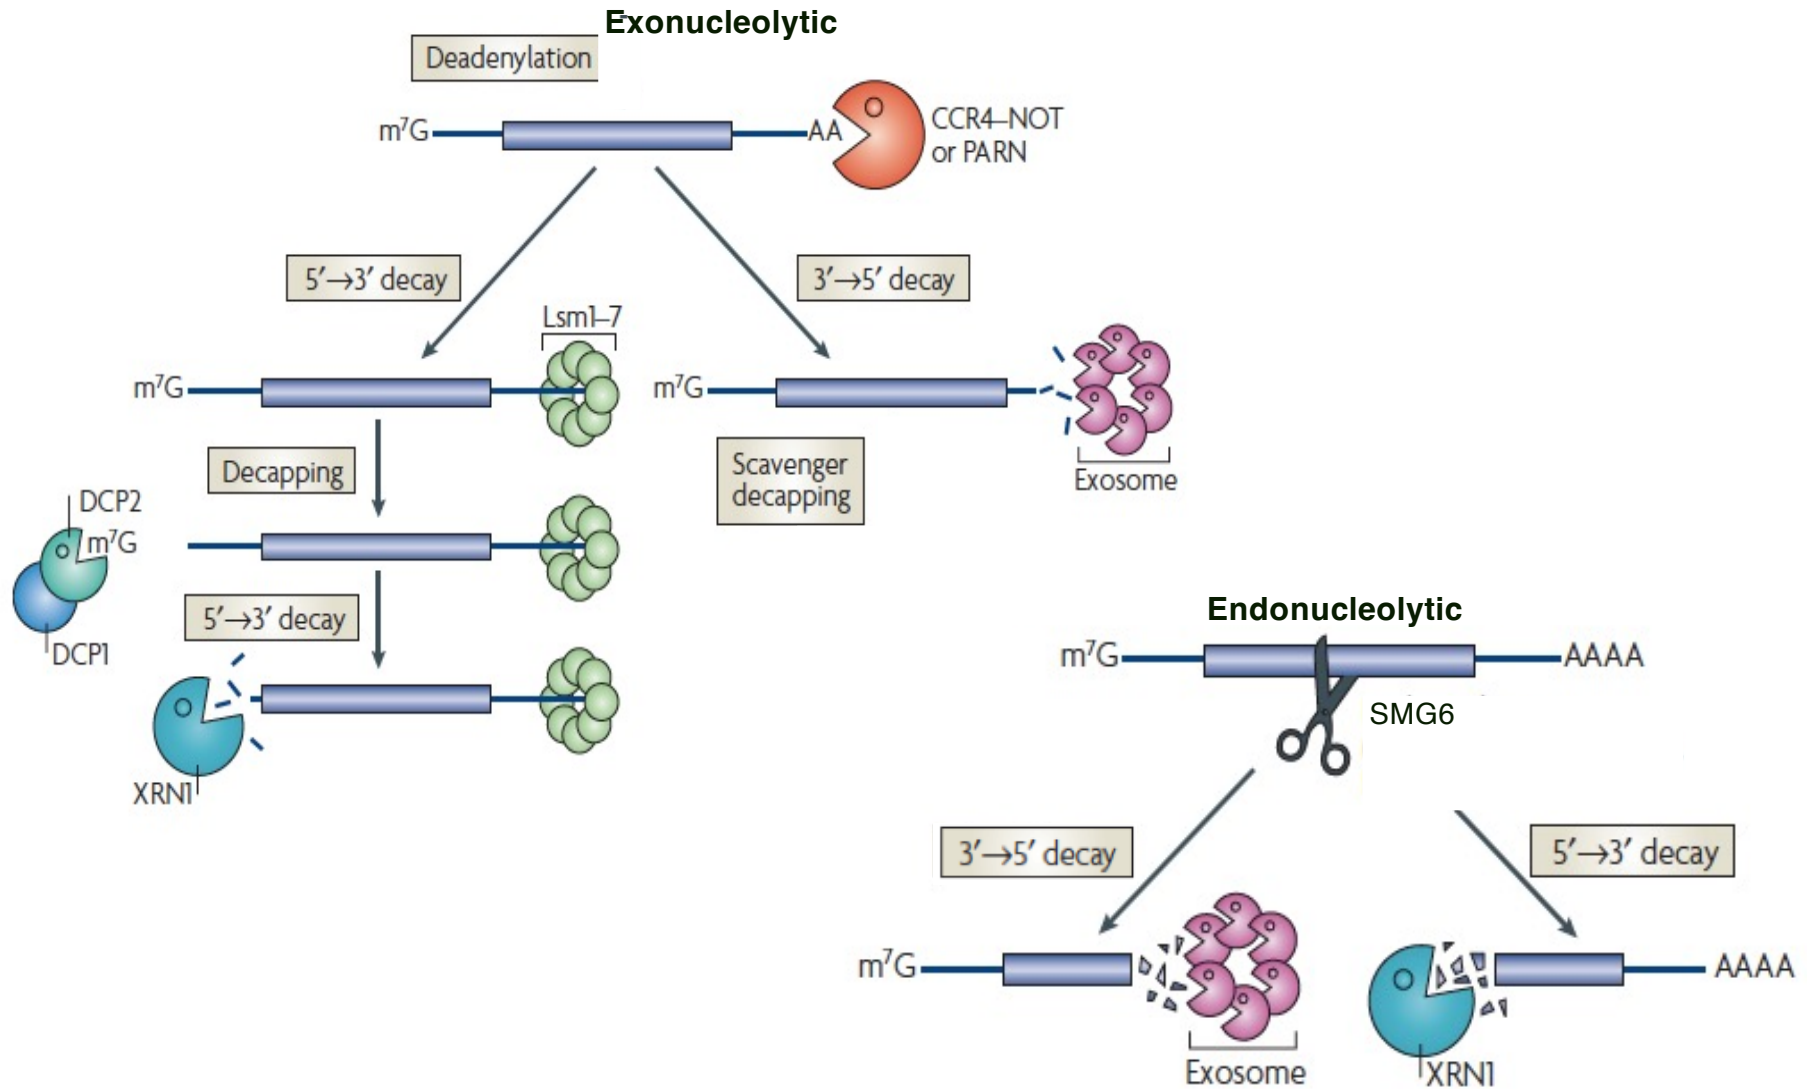 Exonucleolytic
Deadenylation
m⁷G
AA
CCR4–NOT
or PARN
5′→3′ decay
3′→5′ decay
Lsm1–7
m⁷G
m⁷G
Decapping
Scavenger
decapping
Exosome
DCP2
m⁷G
5′→3′ decay
DCP1
XRN1
Endonucleolytic
m⁷G
AAAA
SMG6
3′→5′ decay
5′→3′ decay
m⁷G
AAAA
Exosome
XRN1